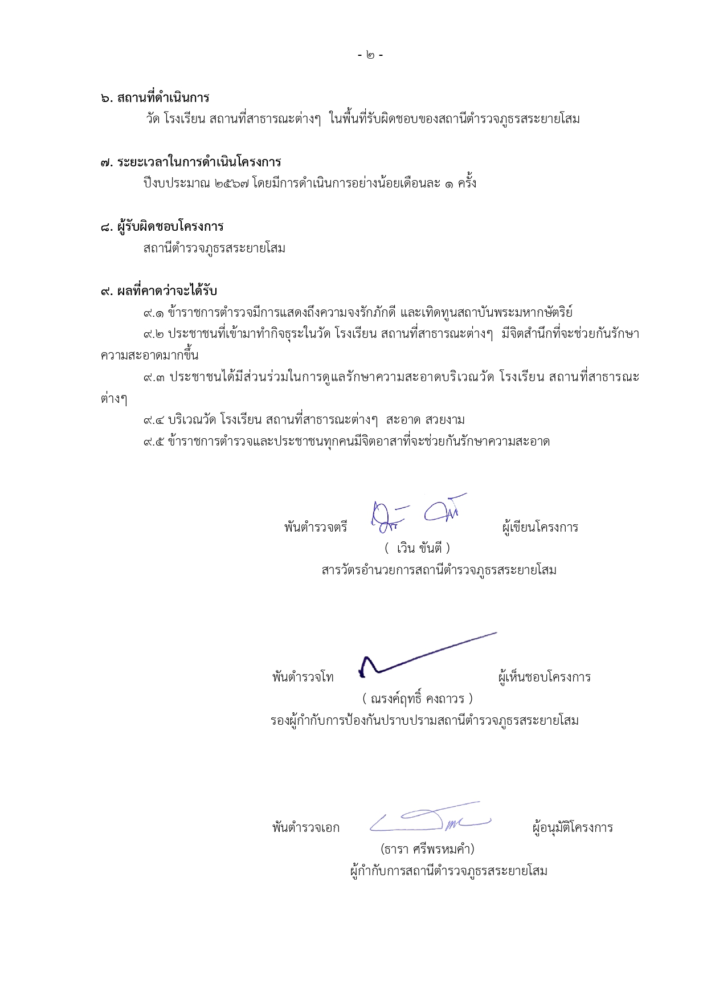 - ๒ -
๖. สถานที่ดำเนินการ
วัด โรงเรียน สถานที่สาธารณะต่างๆ ในพื้นที่รับผิดชอบของสถานีตำรวจภูธรสระยายโสม
๗. ระยะเวลาในการดำเนินโครงการ
ปีงบประมาณ ๒๕๖๗ โดยมีการดำเนินการอย่างน้อยเดือนละ ๑ ครั้ง
๘. ผู้รับผิดชอบโครงการ
สถานีตำรวจภูธรสระยายโสม
๙. ผลที่คาดว่าจะได้รับ
๙.๑ ข้าราชการตำรวจมีการแสดงถึงความจงรักภักดี และเทิดทูนสถาบันพระมหากษัตริย์
๙.๒ ประชาชนที่เข้ามาทำกิจธุระในวัด โรงเรียน สถานที่สาธารณะต่างๆ มีจิตสำนึกที่จะช่วยกันรักษา
ความสะอาดมากขึ้น
๙.๓ ประชาชนได้มีส่วนร่วมในการดูแลรักษาความสะอาดบริเวณวัด โรงเรียน สถานที่สาธารณะ
ต่างๆ
๙.๔ บริเวณวัด โรงเรียน สถานที่สาธารณะต่างๆ สะอาด สวยงาม
๙.๕ ข้าราชการตำรวจและประชาชนทุกคนมีจิตอาสาที่จะช่วยกันรักษาความสะอาด
พันตำรวจตรี ผู้เขียนโครงการ
( เวิน ขันตี )
สารวัตรอำนวยการสถานีตำรวจภูธรสระยายโสม
พันตำรวจโท ผู้เห็นชอบโครงการ
( ณรงค์ฤทธิ์ คงถาวร )
รองผู้กำกับการป้องกันปราบปรามสถานีตำรวจภูธรสระยายโสม
พันตำรวจเอก ผู้อนุมัติโครงการ
(ธารา ศรีพรหมคำ)
ผู้กำกับการสถานีตำรวจภูธรสระยายโสม